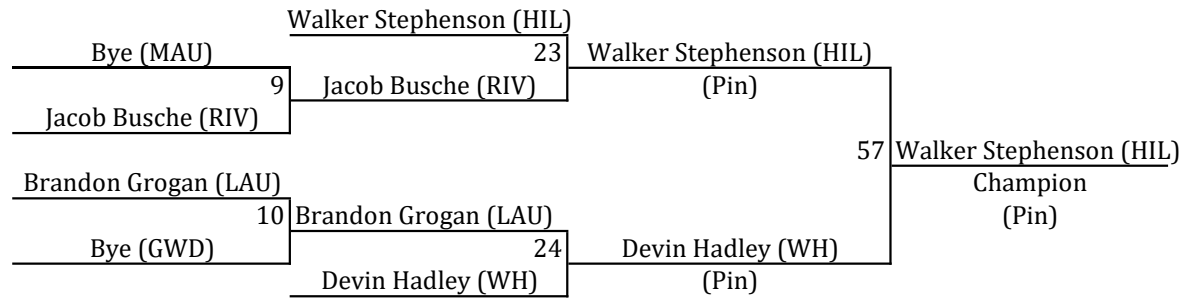 Walker Stephenson (HIL)
Bye (MAU) 23 Walker Stephenson (HIL)
9 Jacob Busche (RIV) (Pin)
Jacob Busche (RIV)
57 Walker Stephenson (HIL)
Brandon Grogan (LAU) Champion
10 Brandon Grogan (LAU) (Pin)
Bye (GWD) 24 Devin Hadley (WH)
Devin Hadley (WH) (Pin)